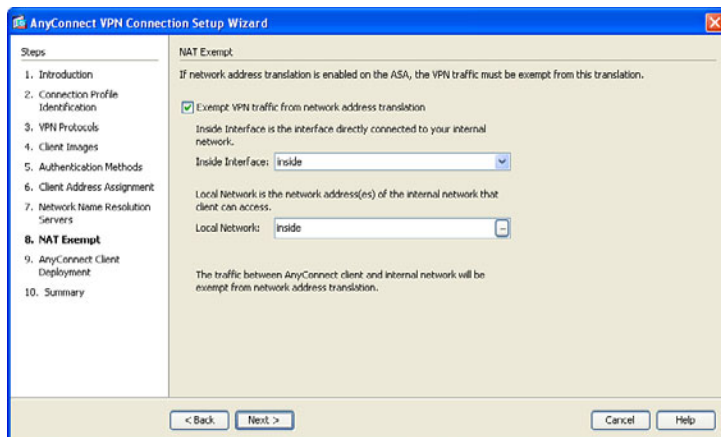 AnyConnect VPN Connection Setup Wizard
Steps
1. Introduction
2. Connection Profile
Identification
3. VPN Protocols
4. Client Images
5. Authentication Methods
6. Client Address Assignment
7. Network Name Resolution
Servers
8. NAT Exempt
9. AnyConnect Client
Deployment
10. Summary
NAT Exempt
If network address translation is enabled on the ASA, the VPN traffic must be exempt from this translation.
Exempt VPN traffic from network address translation
Inside Interface is the interface directly connected to your internal
network.
Inside Interface: inside
Local Network is the network address(es) of the internal network that
client can access.
Local Network: inside
...
The traffic between AnyConnect client and internal network will be
exempt from network address translation.
< Back Next > Cancel Help